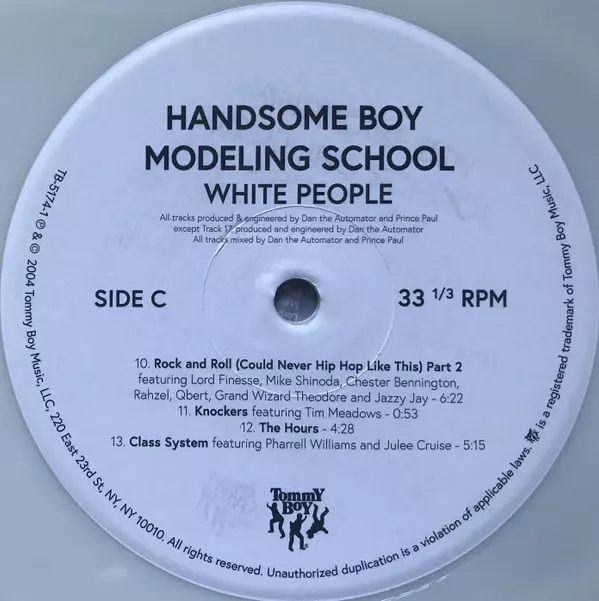 HANDSOME BOY
MODELING SCHOOL
WHITE PEOPLE
All tracks produced & engineered by Dan the Automator and Prince Paul
except Track 17, produced and engineered by Dan the Automator
All tracks mixed by Dan the Automator and Prince Paul
SIDE C
33 1/3 RPM
10. Rock and Roll (Could Never Hip Hop Like This) Part 2
featuring Lord Finesse, Mike Shinoda, Chester Bennington,
Rahzel, Qbert, Grand Wizard Theodore and Jazzy Jay - 6:22
11. Knockers featuring Tim Meadows - 0:53
12. The Hours - 4:28
13. Class System featuring Pharrell Williams and Julee Cruise - 5:15
Tommy
BOY
TB-5174-1 ℗ & © 2004 Tommy Boy Music, LLC, 220 East 23rd St. NY, NY 10010. All rights reserved. Unauthorized duplication is a violation of applicable laws. is a registered trademark of Tommy Boy Music, LLC.